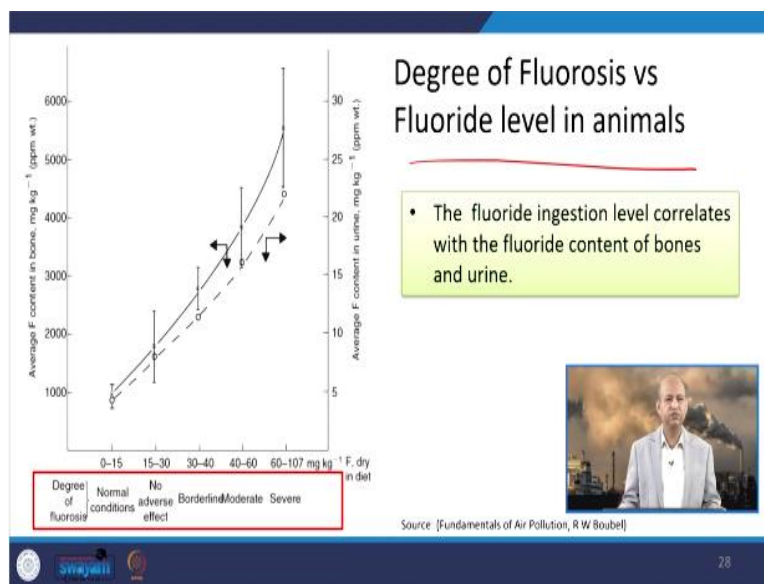 Degree of Fluorosis vs
Fluoride level in animals
• The fluoride ingestion level correlates
with the fluoride content of bones
and urine.
Average F content in bone, mg kg⁻¹ (ppm wt.)
6000
5000
4000
3000
2000
1000
30
25
20
15
10
5
Average F content in urine, mg kg⁻¹ (ppm wt.)
0–15 15–30 30–40 40–60 60–107 mg kg⁻¹ F, dry
in diet
Degree
of
fluorosis
Normal
conditions
No
adverse
effect
Borderline
Moderate
Severe
Source (Fundamentals of Air Pollution, R W Boubel)
swayam
28